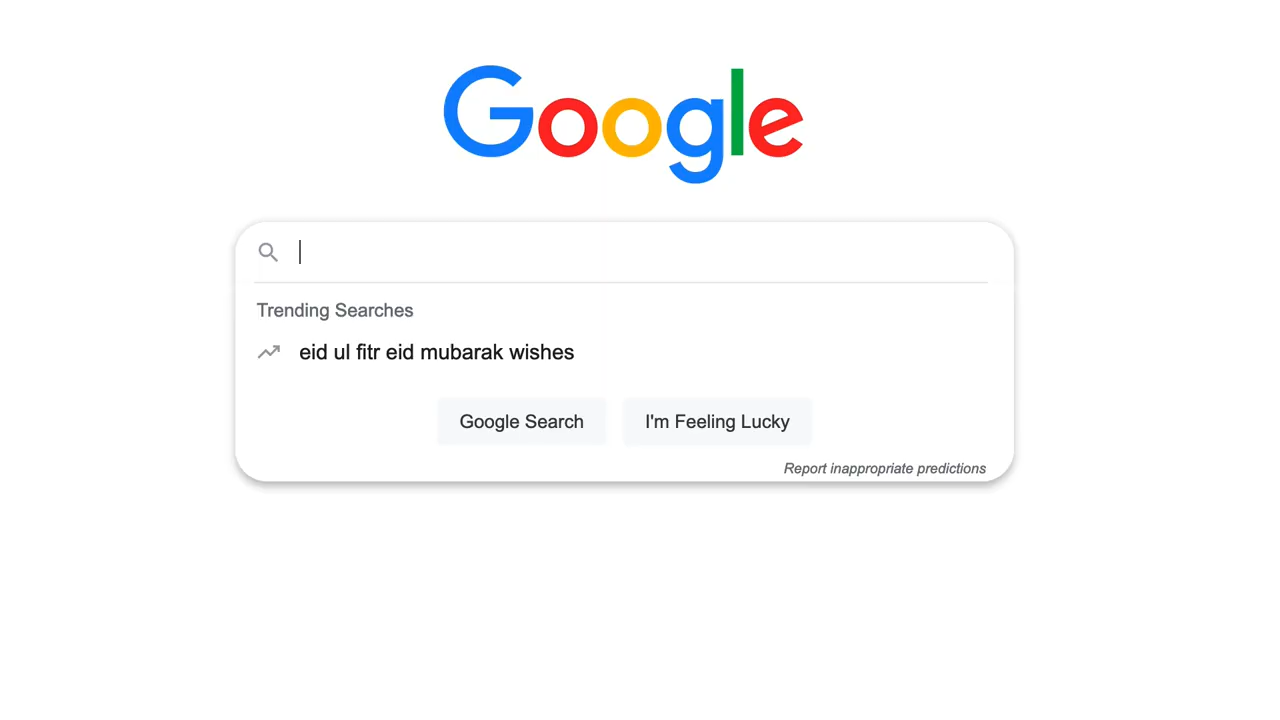 Google
Trending Searches
eid ul fitr eid mubarak wishes
Google Search
I'm Feeling Lucky
Report inappropriate predictions